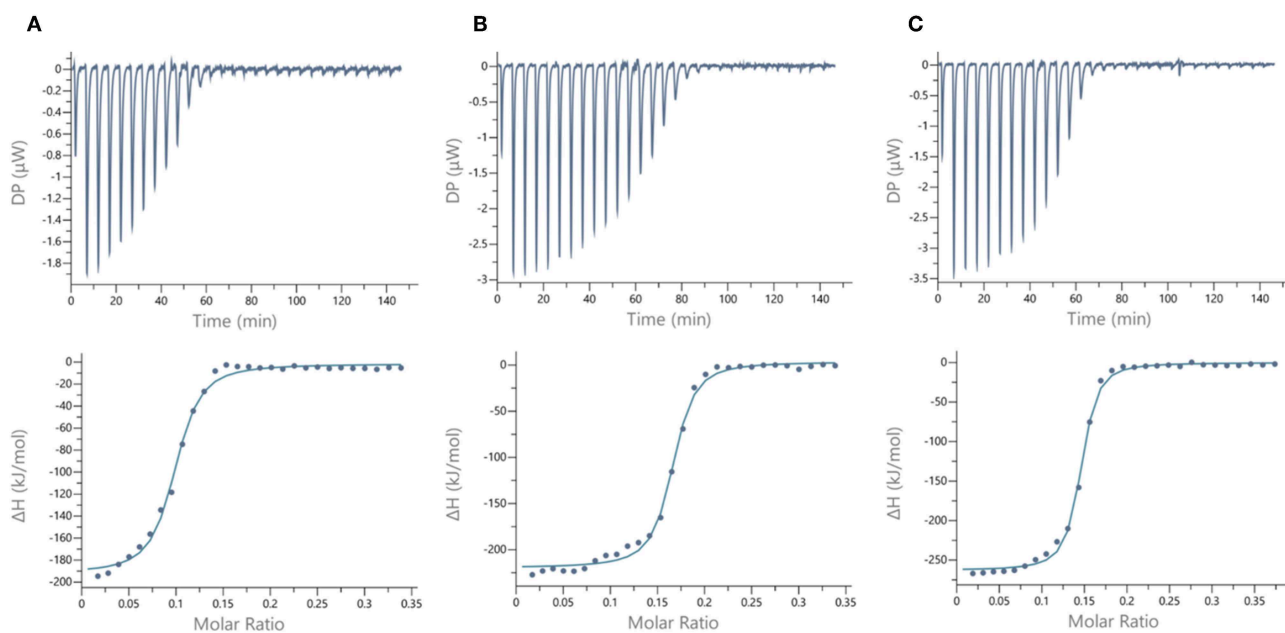 A
B
C
0
-0.2
-0.4
-0.6
-0.8
-1
-1.2
-1.4
-1.6
-1.8
DP (µW)
0 20 40 60 80 100 120 140
Time (min)
0
-0.5
-1
-1.5
-2
-2.5
-3
DP (µW)
0 20 40 60 80 100 120 140
Time (min)
0
-0.5
-1
-1.5
-2
-2.5
-3
-3.5
DP (µW)
0 20 40 60 80 100 120 140
Time (min)
0
-20
-40
-60
-80
-100
-120
-140
-160
-180
-200
ΔH (kJ/mol)
0 0.05 0.1 0.15 0.2 0.25 0.3 0.35
Molar Ratio
0
-50
-100
-150
-200
ΔH (kJ/mol)
0 0.05 0.1 0.15 0.2 0.25 0.3 0.35
Molar Ratio
0
-50
-100
-150
-200
-250
ΔH (kJ/mol)
0 0.05 0.1 0.15 0.2 0.25 0.3 0.35
Molar Ratio